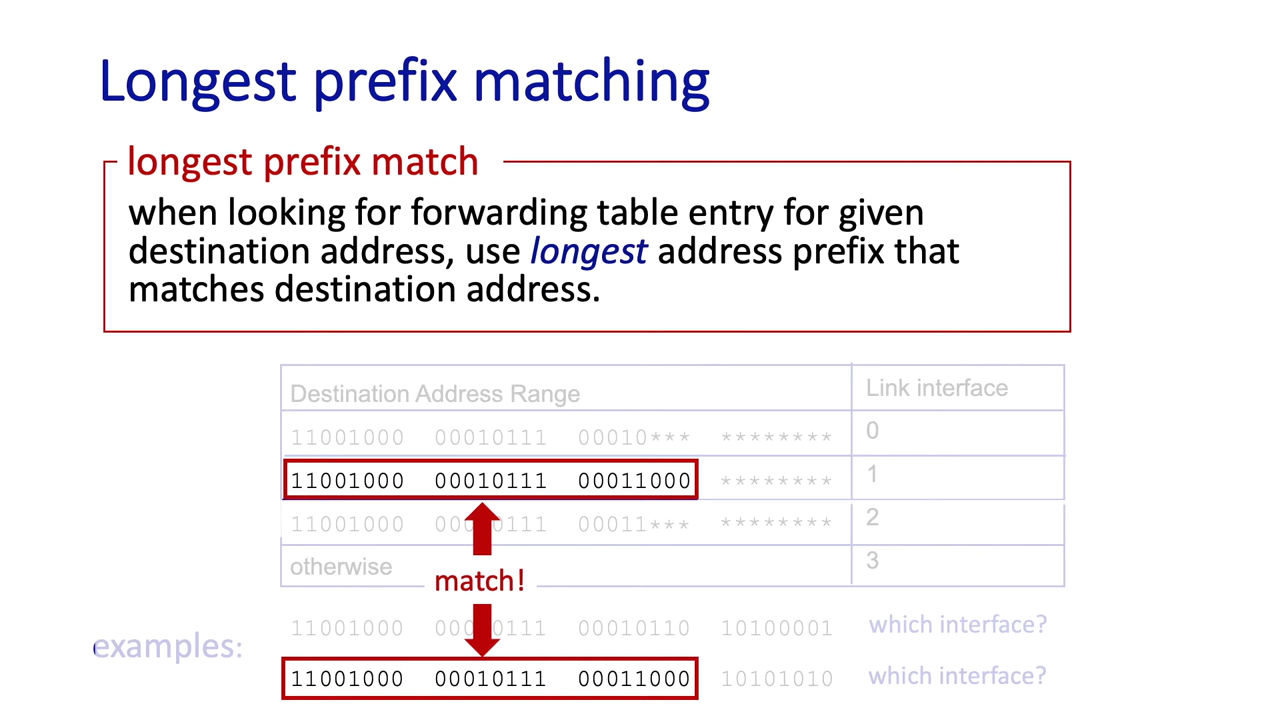 Longest prefix matching
longest prefix match
when looking for forwarding table entry for given
destination address, use longest address prefix that
matches destination address.
Destination Address Range Link interface
11001000 00010111 00010*** ******** 0
11001000 00010111 00011000 ******** 1
11001000 00010111 00011*** ******** 2
otherwise 3
match!
11001000 00010111 00010110 10100001 which interface?
examples:
11001000 00010111 00011000 10101010 which interface?